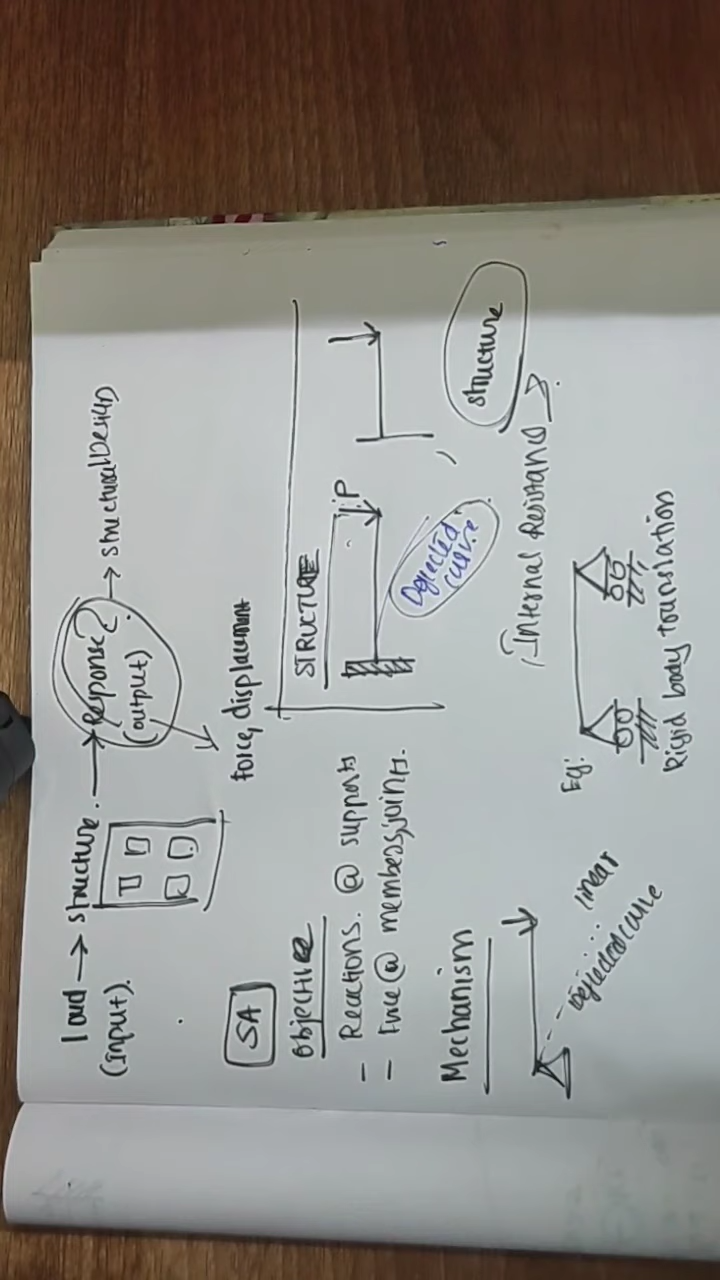 load → structure. → Response?
(input).
(output)
→ structural Design
force, displacement
SA
Objective
- Reactions. @ supports
- Force @ members, joints.
STRUCTURE
P
Deflected
curve.
structure
Internal Resistance
Mechanism
linear
deflected curve
Eg:
Rigid body translation